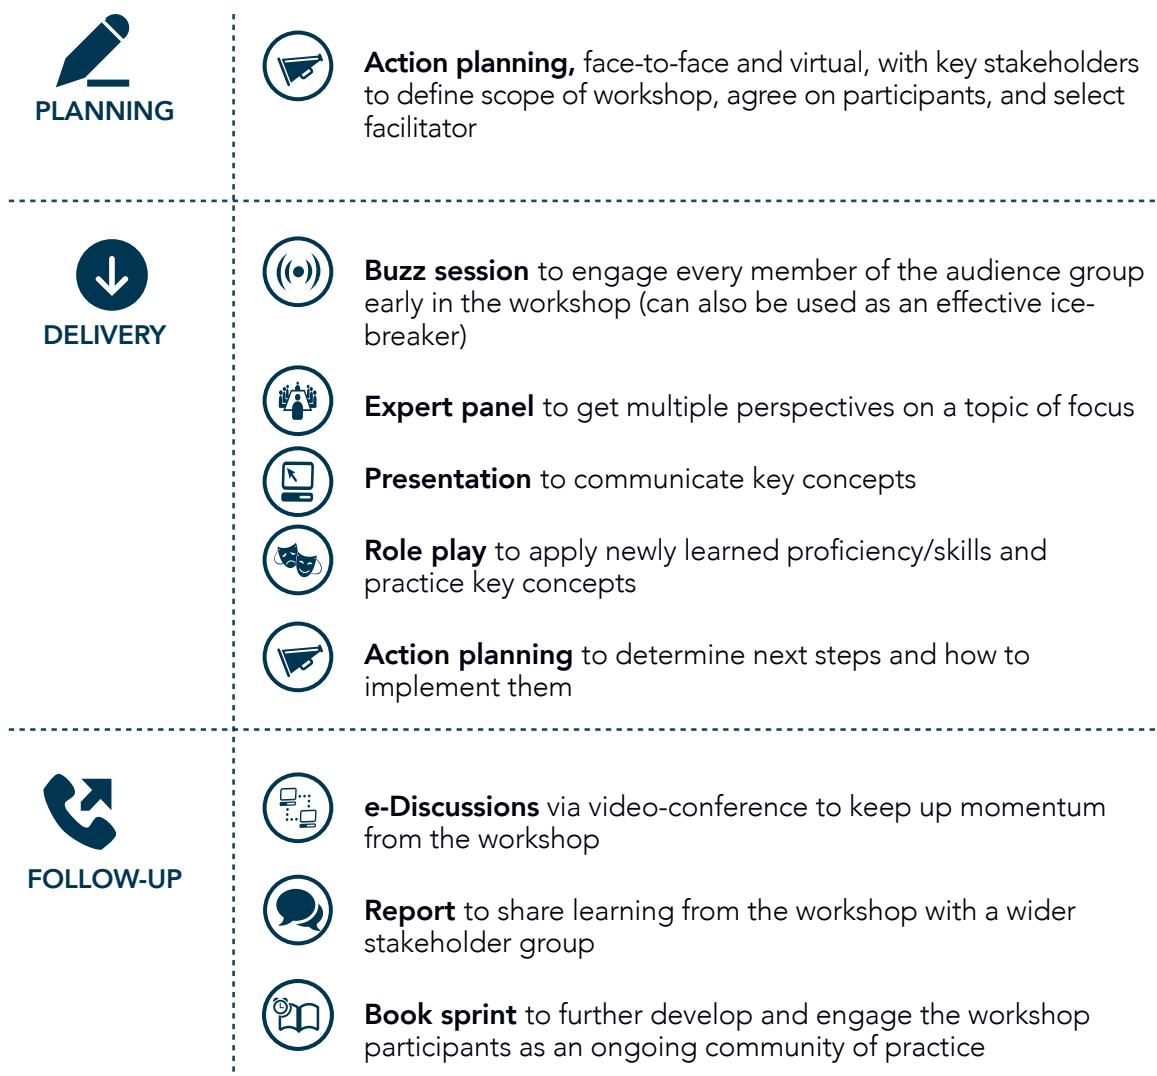 PLANNING
Action planning, face-to-face and virtual, with key stakeholders
to define scope of workshop, agree on participants, and select
facilitator
DELIVERY
Buzz session to engage every member of the audience group
early in the workshop (can also be used as an effective ice-
breaker)
Expert panel to get multiple perspectives on a topic of focus
Presentation to communicate key concepts
Role play to apply newly learned proficiency/skills and
practice key concepts
Action planning to determine next steps and how to
implement them
FOLLOW-UP
e-Discussions via video-conference to keep up momentum
from the workshop
Report to share learning from the workshop with a wider
stakeholder group
Book sprint to further develop and engage the workshop
participants as an ongoing community of practice